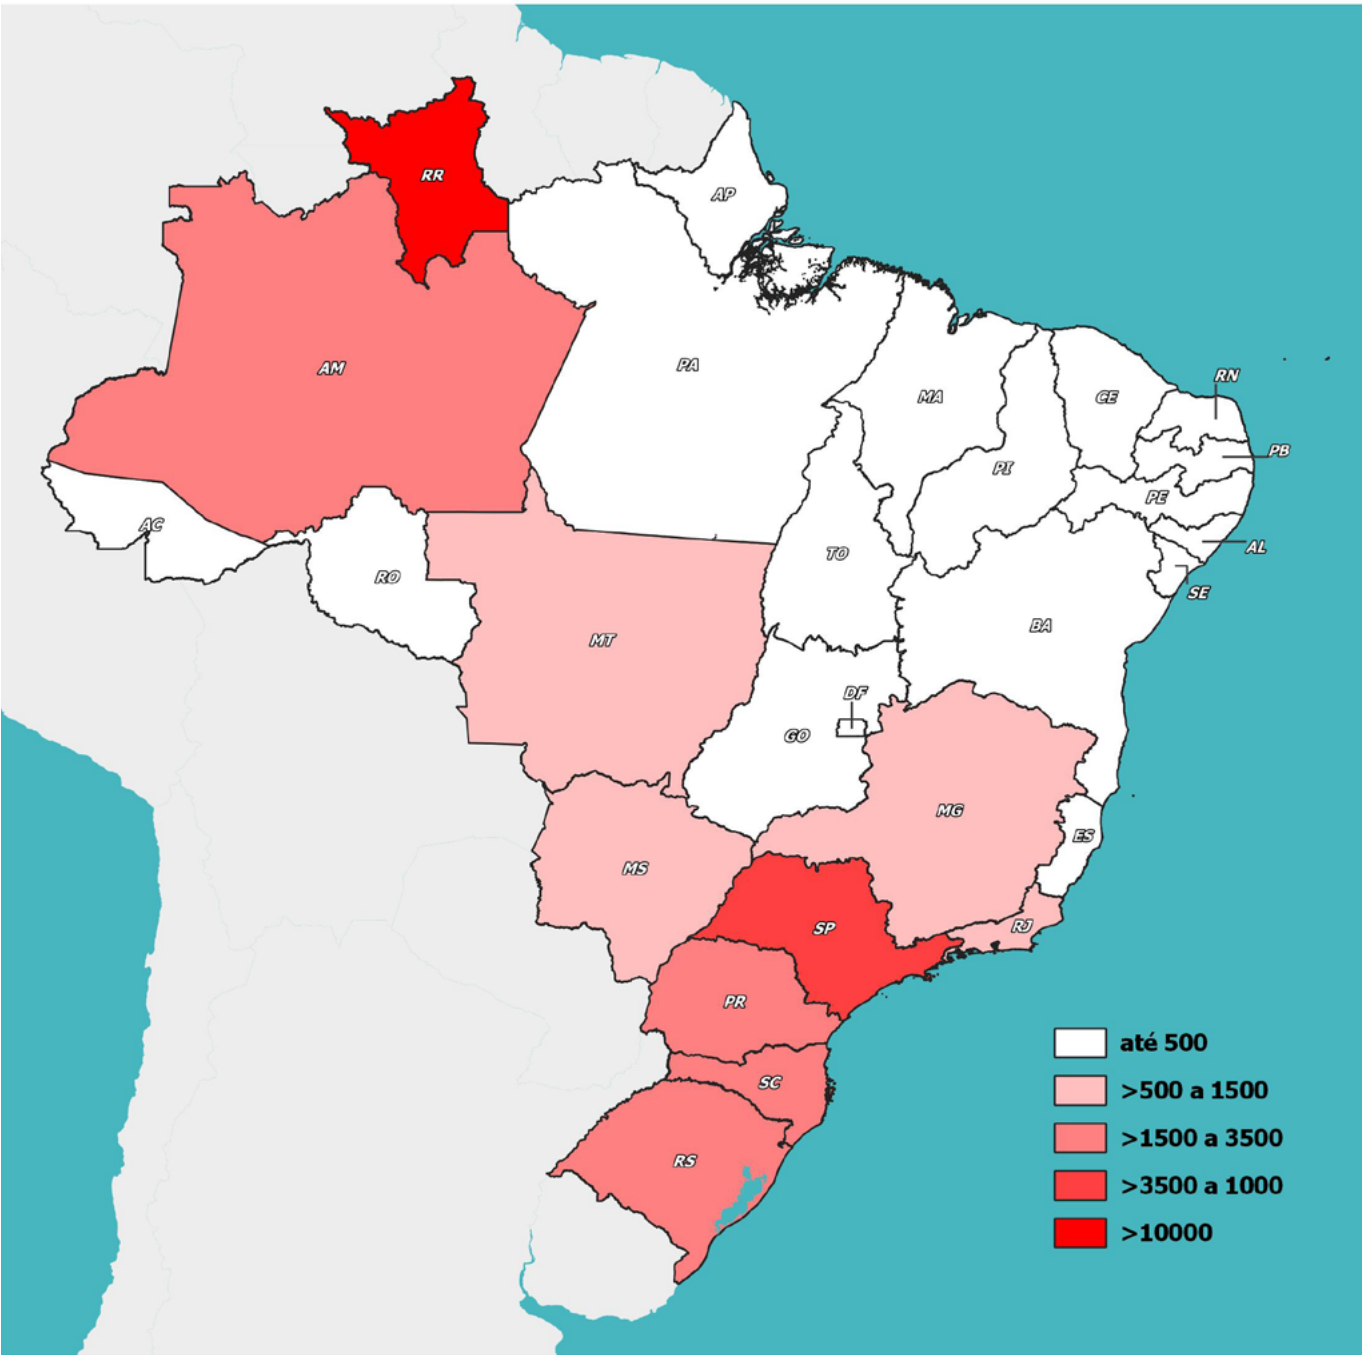 RR
AP
AM
PA
MA
CE
RN
PB
PI
PE
AC
TO
AL
RO
SE
MT
BA
DF
GO
MG
ES
MS
SP
RJ
PR
SC
RS
até 500
>500 a 1500
>1500 a 3500
>3500 a 1000
>10000